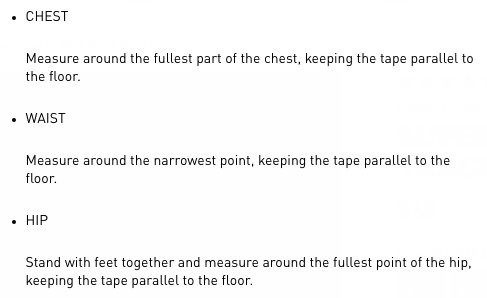 • CHEST
Measure around the fullest part of the chest, keeping the tape parallel to
the floor.
• WAIST
Measure around the narrowest point, keeping the tape parallel to the
floor.
• HIP
Stand with feet together and measure around the fullest point of the hip,
keeping the tape parallel to the floor.